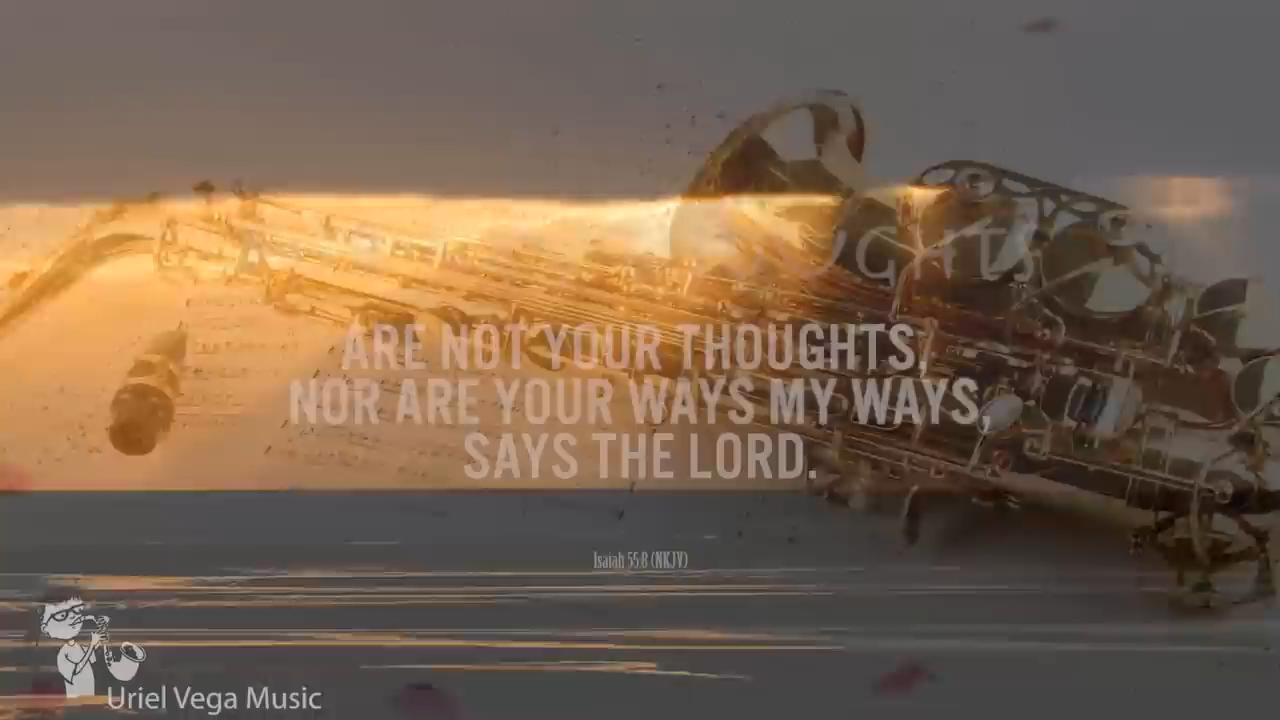 THOUGHTS
ARE NOT YOUR THOUGHTS,
NOR ARE YOUR WAYS MY WAYS
SAYS THE LORD.
Isaiah 55:8 (NKJV)
Uriel Vega Music